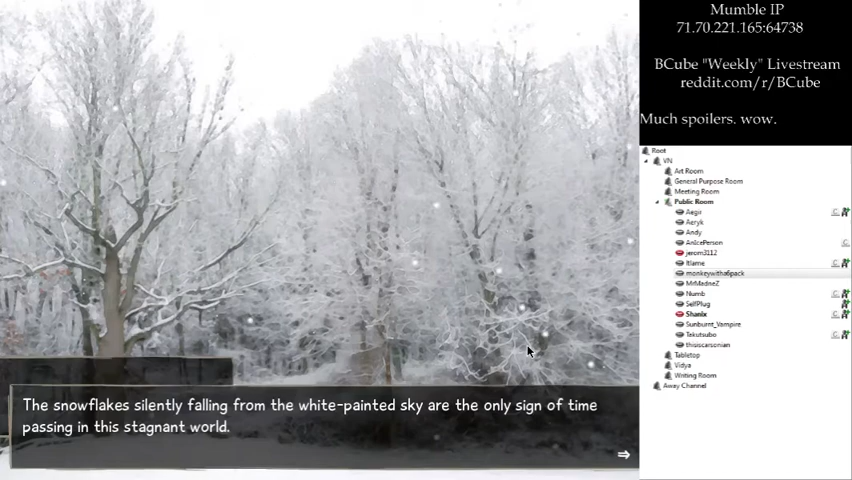 Mumble IP
71.70.221.165:64738
BCube "Weekly" Livestream
reddit.com/r/BCube
Much spoilers. wow.
Root
VN
Art Room
General Purpose Room
Meeting Room
Public Room
Aegir
Aeryk
Andy
AnIcePerson
jerom3112
ltlame
monkeywitha6pack
MrMadneZ
Numb
SelfPlug
Shanix
Sunburnt_Vampire
Takutsubo
thisiscarsonian
Tabletop
Vidya
Writing Room
Away Channel
The snowflakes silently falling from the white-painted sky are the only sign of time
passing in this stagnant world.